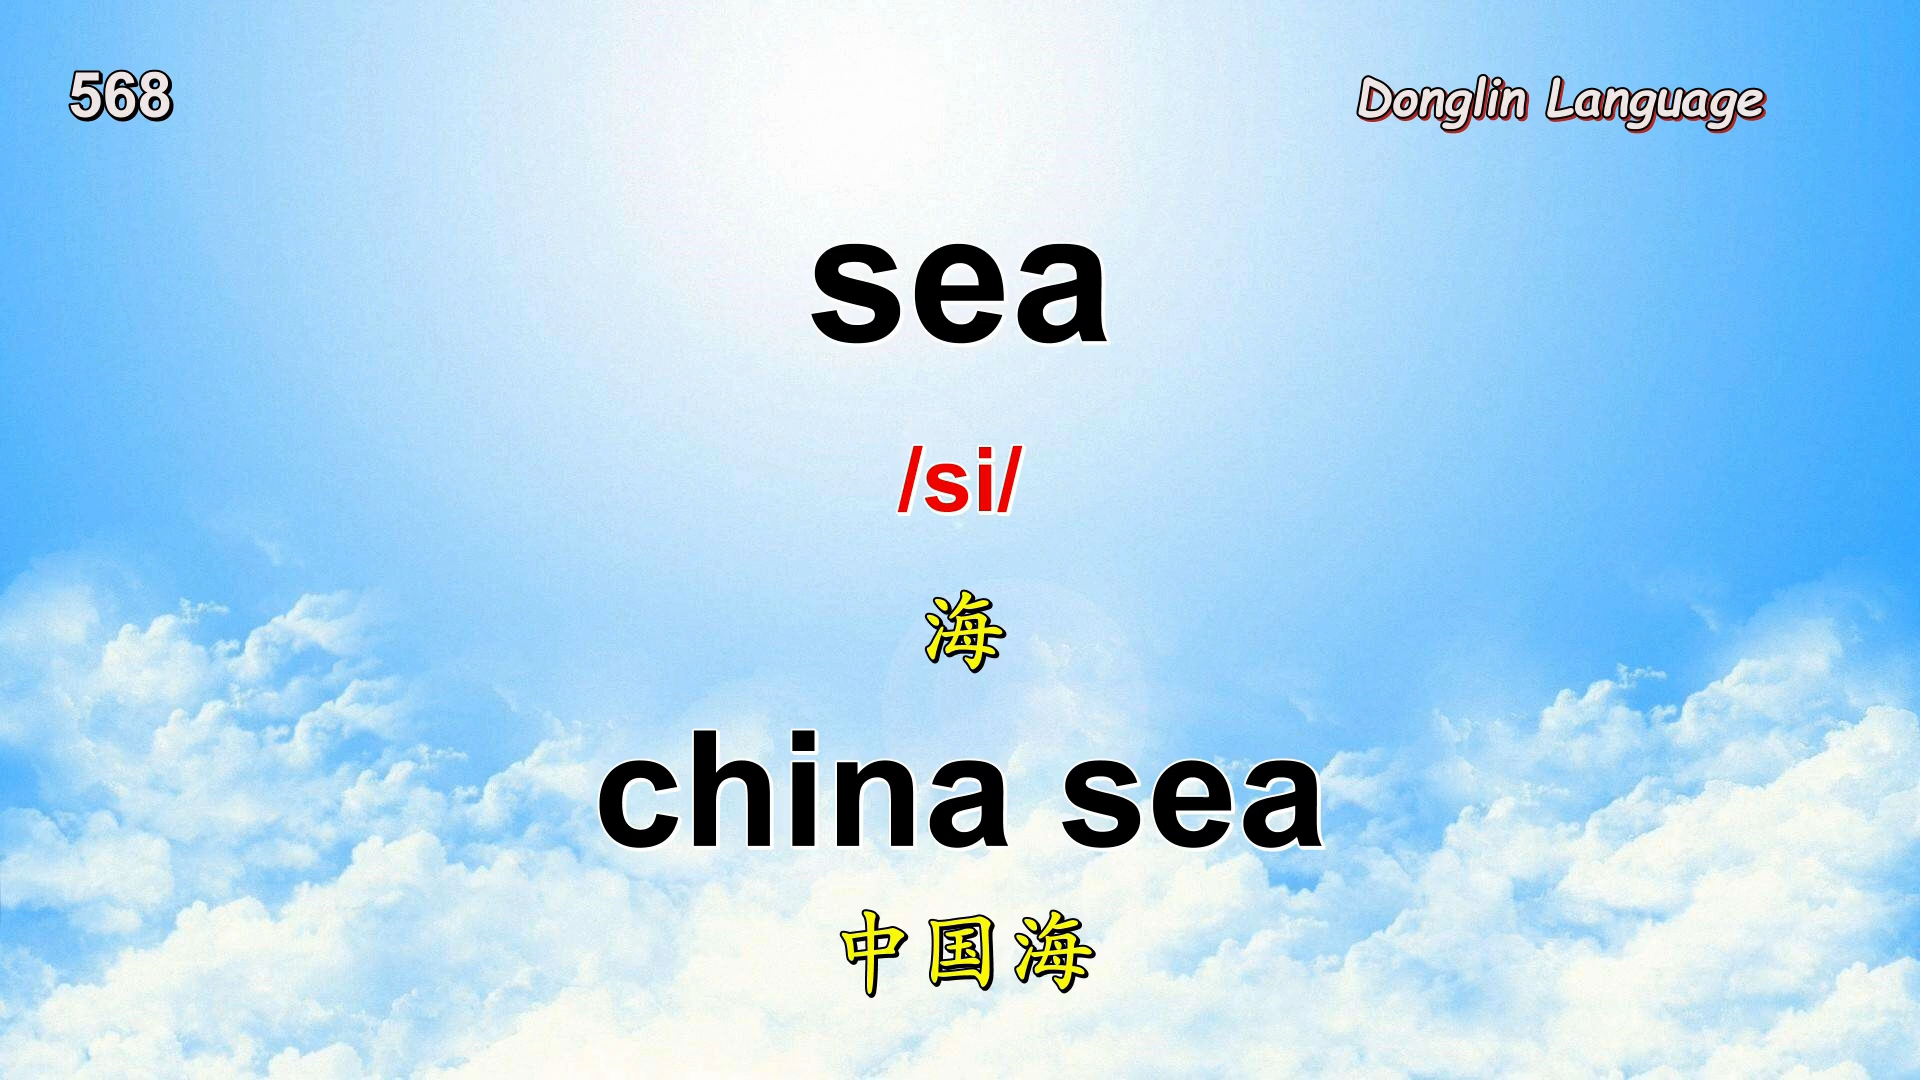 568
Donglin Language
sea
/si/
海
china sea
中国海